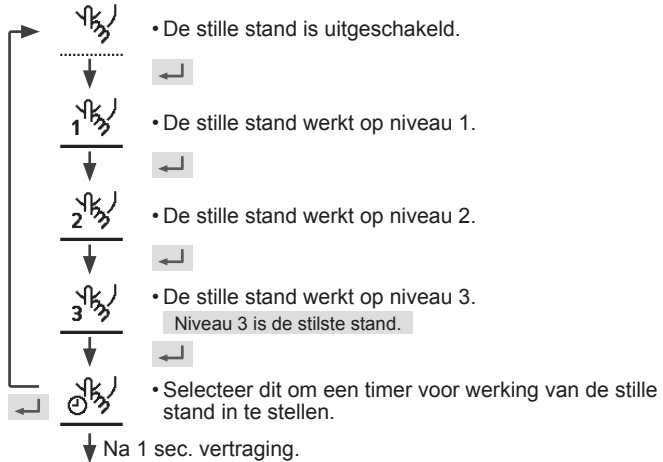 • De stille stand is uitgeschakeld.
1
• De stille stand werkt op niveau 1.
2
• De stille stand werkt op niveau 2.
3
• De stille stand werkt op niveau 3.
Niveau 3 is de stilste stand.
• Selecteer dit om een timer voor werking van de stille
stand in te stellen.
Na 1 sec. vertraging.